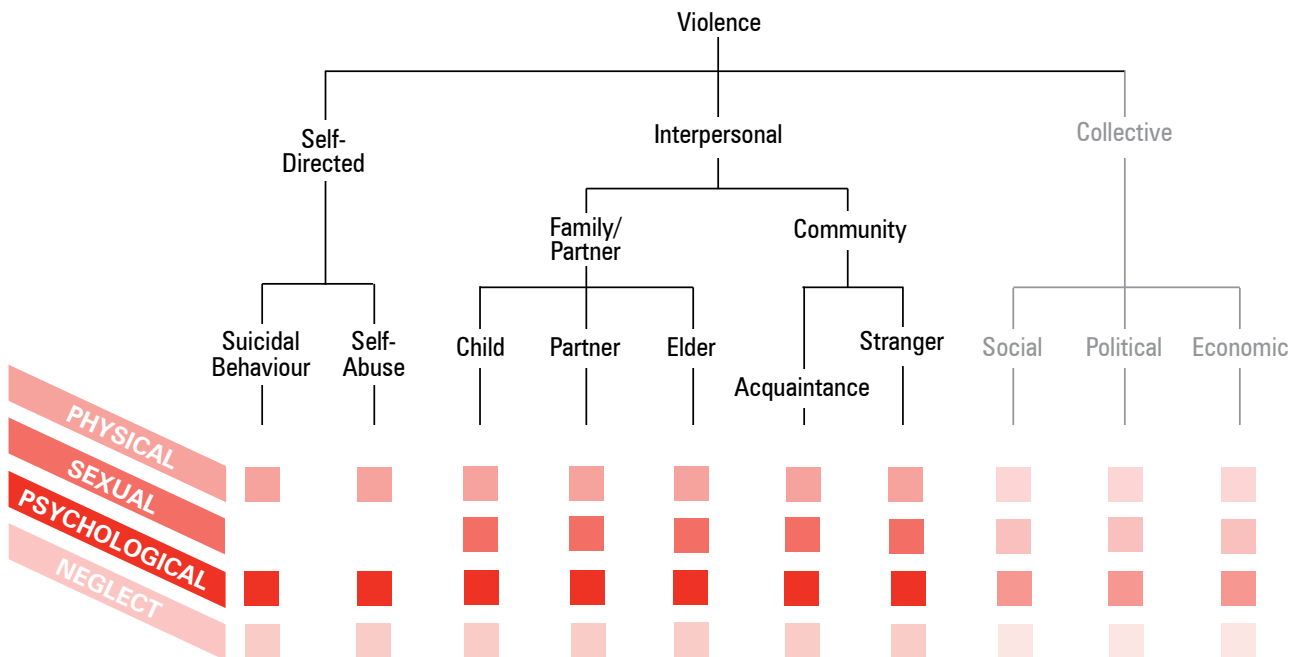 Violence
Self-
Directed
Interpersonal
Collective
Family/
Partner
Community
Suicidal
Behaviour
Self-
Abuse
Child
Partner
Elder
Acquaintance
Stranger
Social
Political
Economic
PHYSICAL
SEXUAL
PSYCHOLOGICAL
NEGLECT